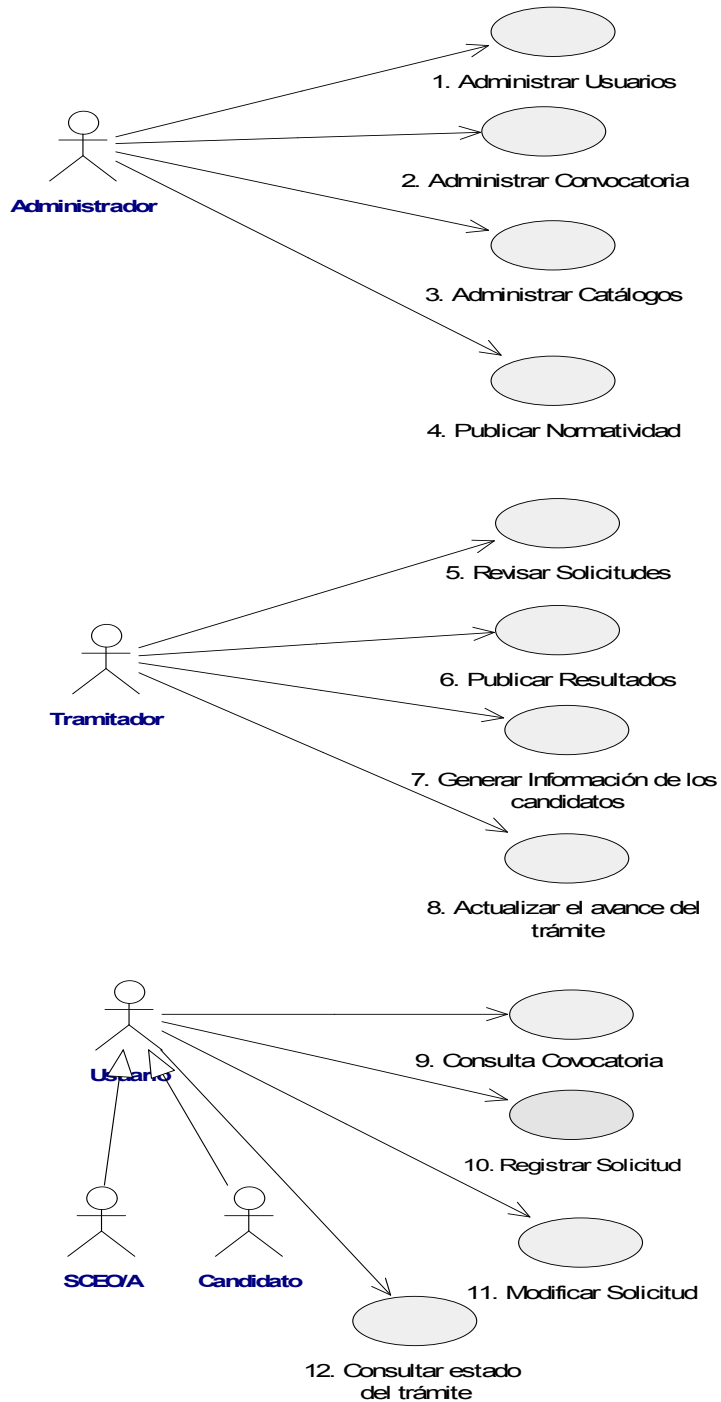 1. Administrar Usuarios
2. Administrar Convocatoria
Administrador
3. Administrar Catálogos
4. Publicar Normatividad
5. Revisar Solicitudes
6. Publicar Resultados
Tramitador
7. Generar Información de los
candidatos
8. Actualizar el avance del
trámite
9. Consulta Covocatoria
Usuario
10. Registrar Solicitud
SCEO/A
Candidato
11. Modificar Solicitud
12. Consultar estado
del trámite